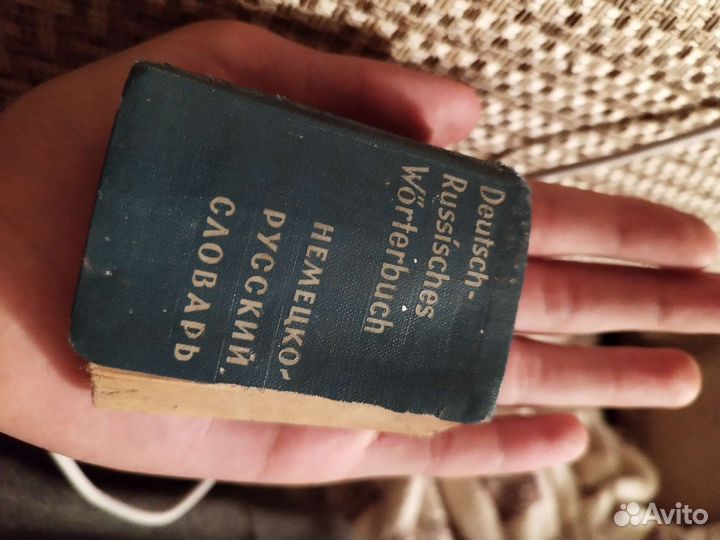 Deutsch-
Russisches
Wörterbuch
НЕМЕЦКО-
РУССКИЙ
СЛОВАРЬ
Avito